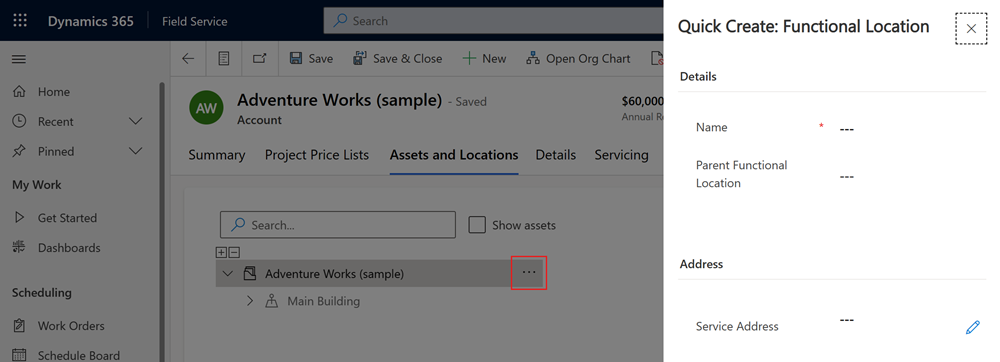 Dynamics 365
Field Service
Search
Quick Create: Functional Location
Save
Save & Close
New
Open Org Chart
Home
Recent
Pinned
My Work
Get Started
Dashboards
Scheduling
Work Orders
Schedule Board
AW
Adventure Works (sample) - Saved
Account
$60,000
Annual Re
Summary
Project Price Lists
Assets and Locations
Details
Servicing
Search...
Show assets
Adventure Works (sample)
...
Main Building
Details
Name * ---
Parent Functional
Location
---
Address
Service Address ---